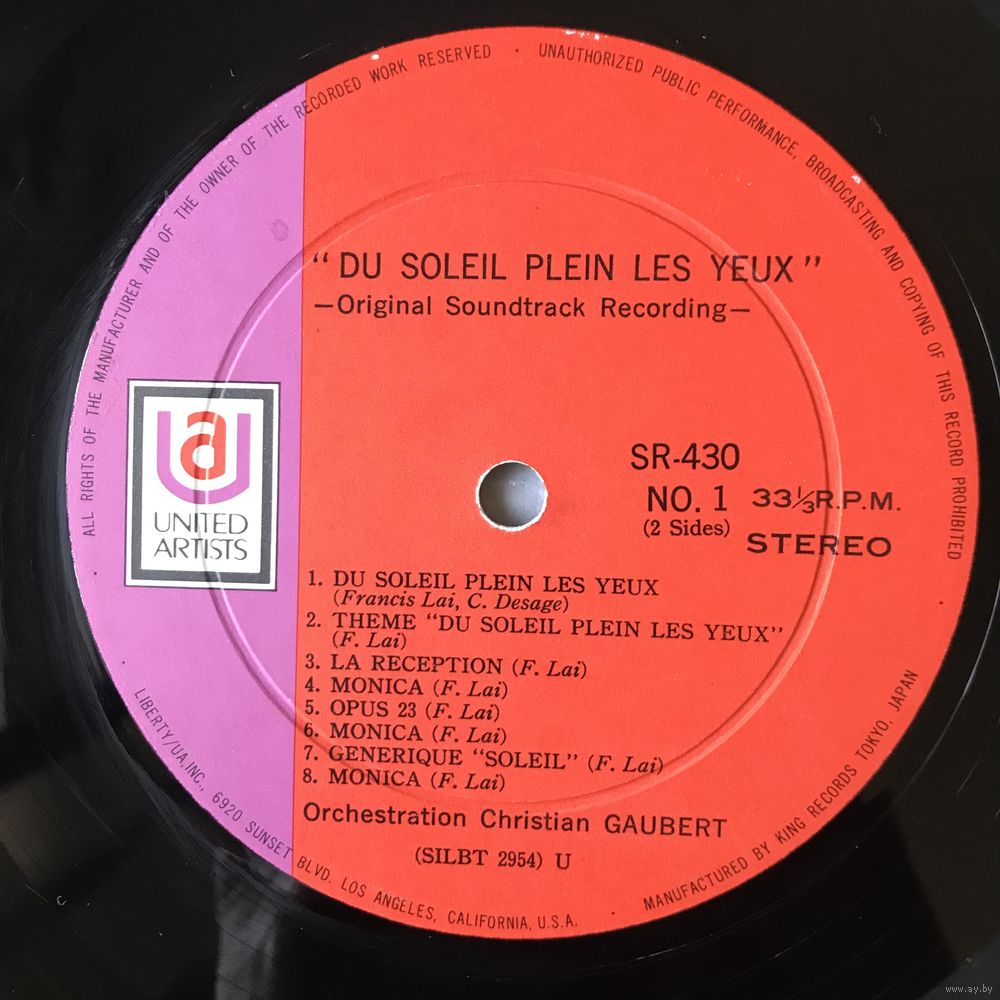 ALL RIGHTS OF THE MANUFACTURER AND OF THE OWNER OF THE RECORDED WORK RESERVED · UNAUTHORIZED PUBLIC PERFORMANCE, BROADCASTING AND COPYING OF THIS RECORD PROHIBITED
"DU SOLEIL PLEIN LES YEUX"
—Original Soundtrack Recording—
ua
UNITED
ARTISTS
SR-430
NO. 1 33⅓R.P.M.
(2 Sides)
STEREO
1. DU SOLEIL PLEIN LES YEUX
(Francis Lai, C. Desage)
2. THEME "DU SOLEIL PLEIN LES YEUX"
(F. Lai)
3. LA RECEPTION (F. Lai)
4. MONICA (F. Lai)
5. OPUS 23 (F. Lai)
6. MONICA (F. Lai)
7. GENERIQUE "SOLEIL" (F. Lai)
8. MONICA (F. Lai)
Orchestration Christian GAUBERT
(SILBT 2954) U
LIBERTY/UA,INC., 6920 SUNSET BLVD. LOS ANGELES, CALIFORNIA, U.S.A. · MANUFACTURED BY KING RECORDS TOKYO, JAPAN
www.ay.by